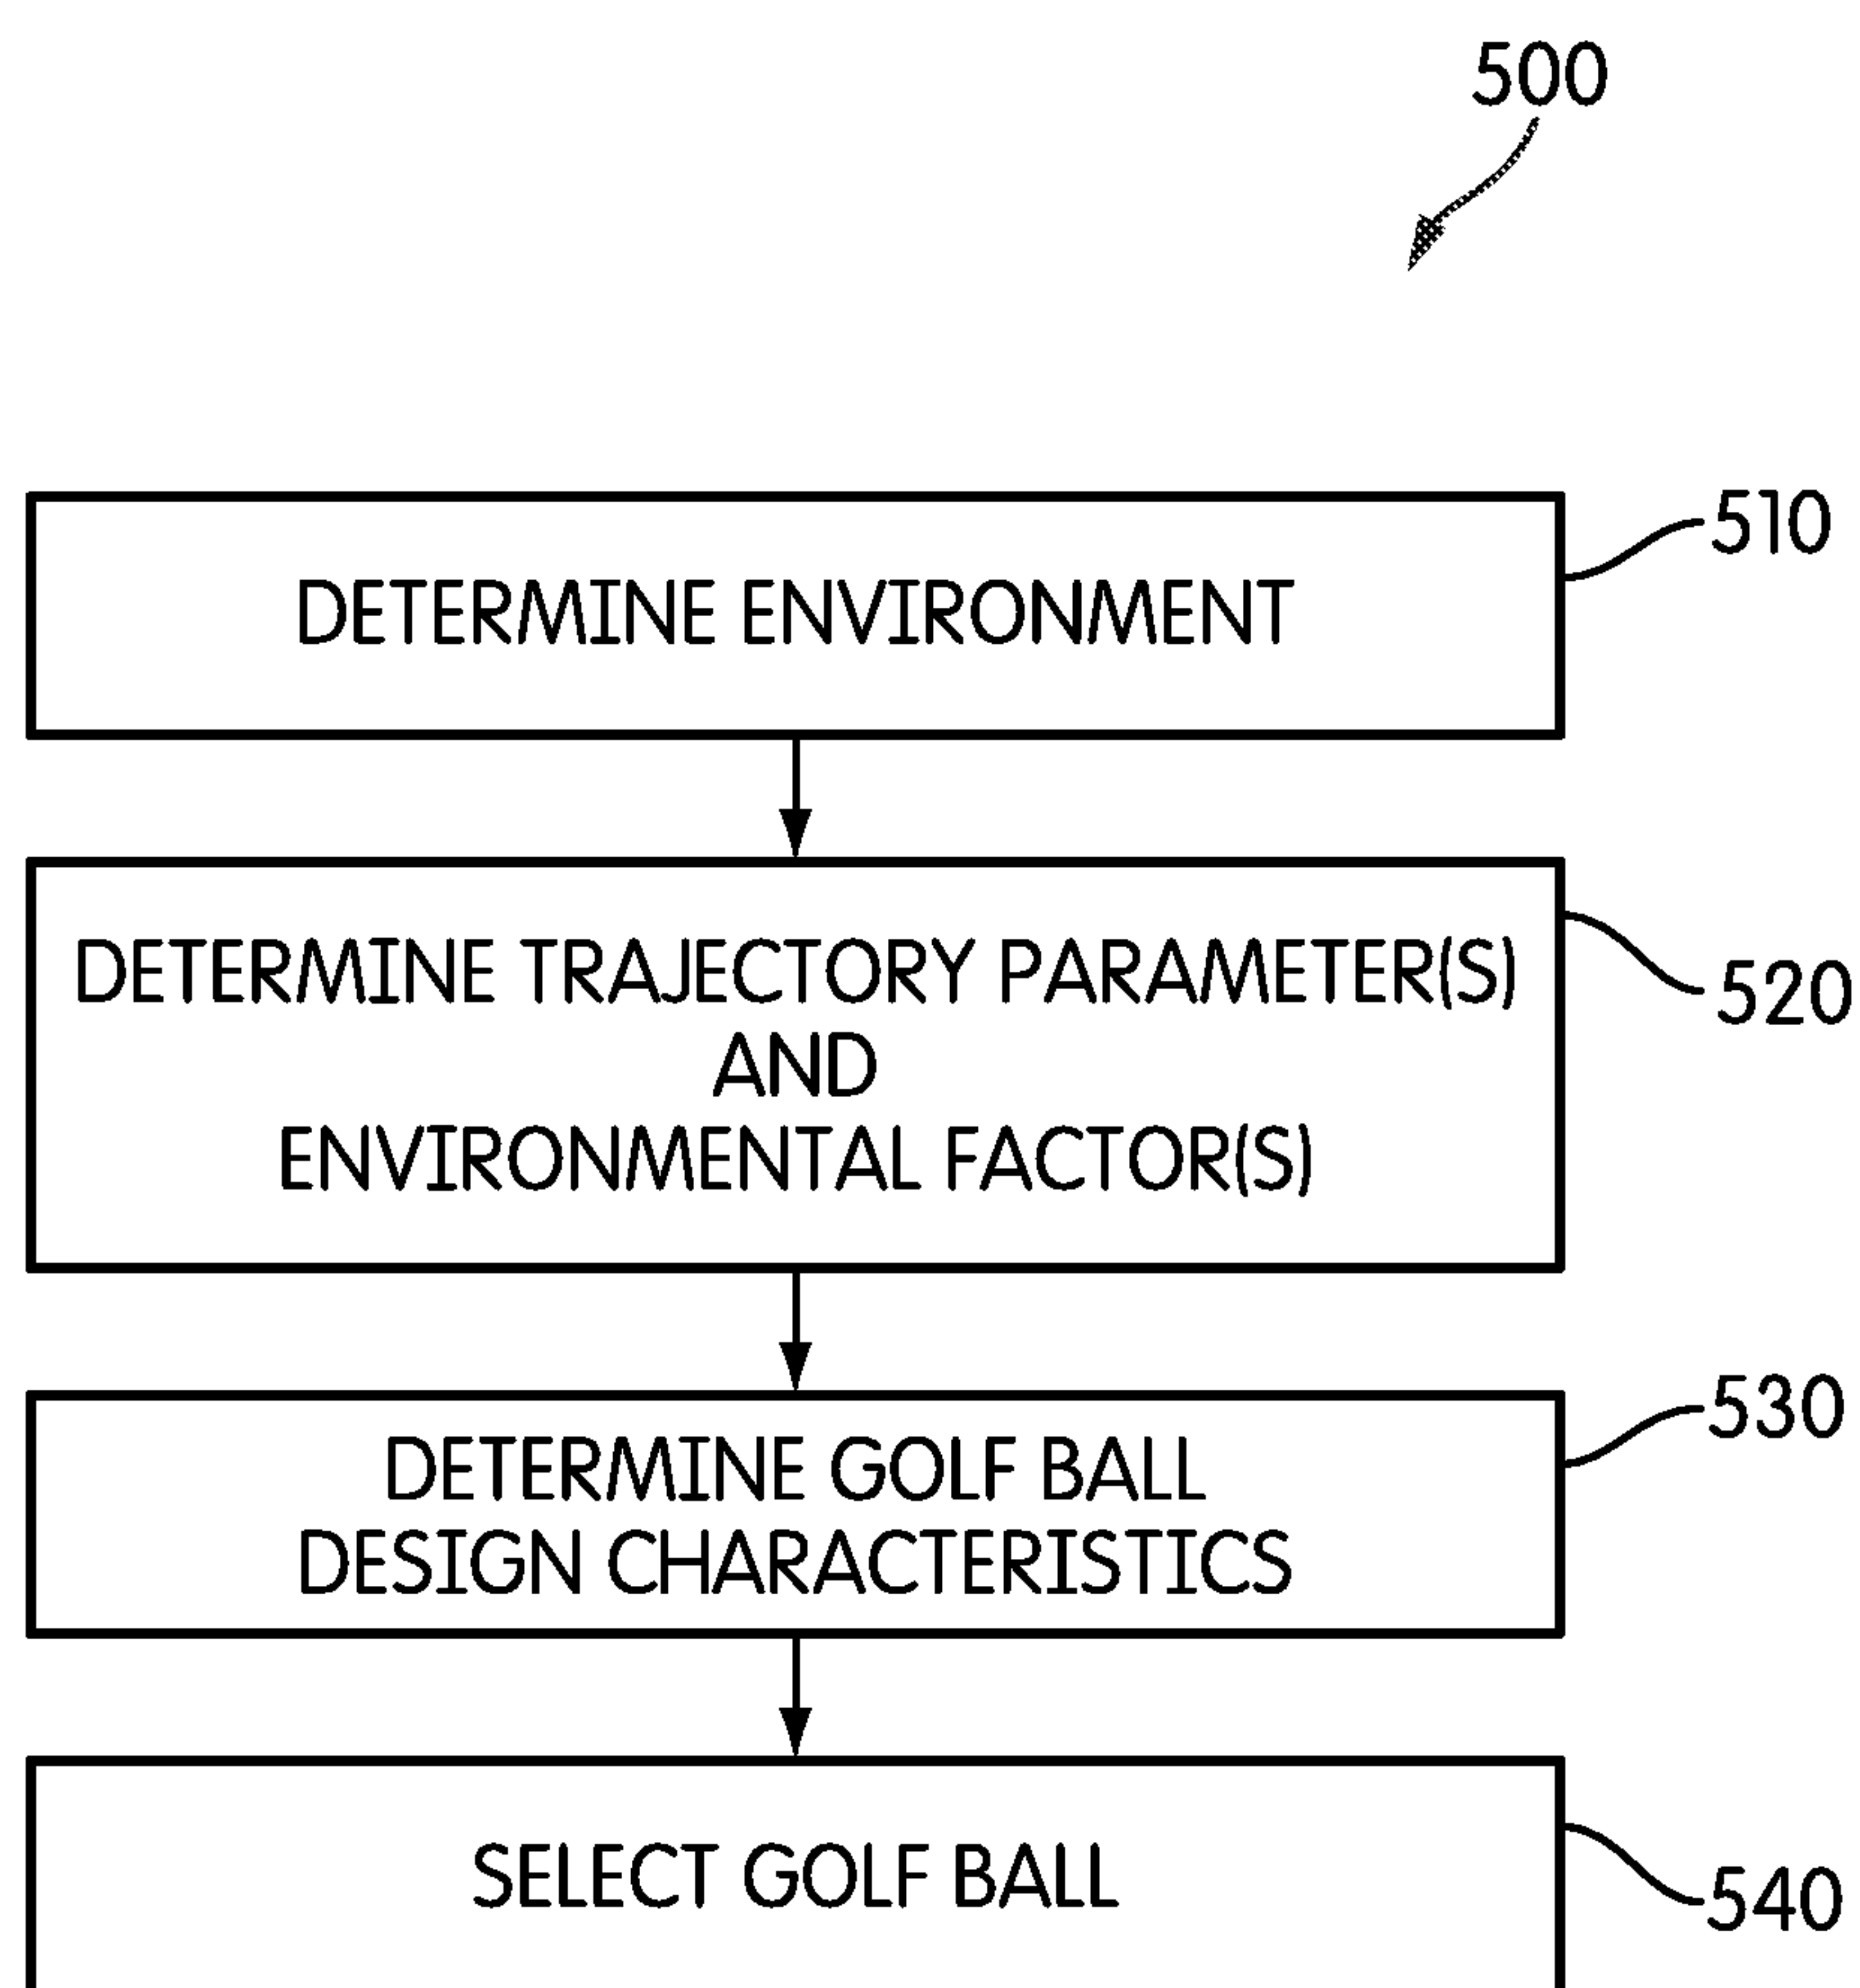 500
DETERMINE ENVIRONMENT
510
DETERMINE TRAJECTORY PARAMETER(S)
AND
ENVIRONMENTAL FACTOR(S)
520
DETERMINE GOLF BALL
DESIGN CHARACTERISTICS
530
SELECT GOLF BALL
540